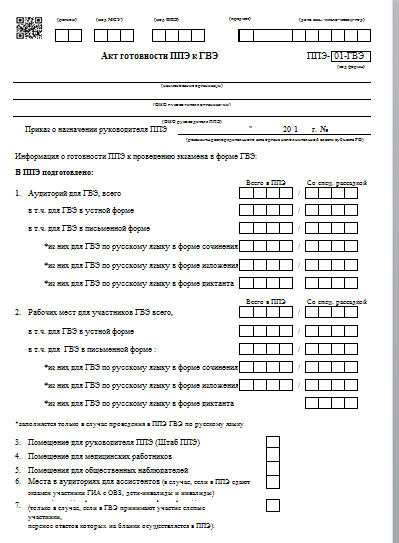 (регион) (код МСУ) (код ППЭ) (предмет) (дата экз. число-месяц-год)
Акт готовности ППЭ к ГВЭ ППЭ- 01-ГВЭ
(код формы)
(наименование организации)
(ФИО руководителя организации)
(ФИО руководителя ППЭ)
Приказ о назначении руководителя ППЭ " 20 1 г. №
Информация о готовности ППЭ к проведению экзамена в форме ГВЭ:
В ППЭ подготовлено:
Всего в ППЭ Со спец. рассадкой
1. Аудиторий для ГВЭ, всего /
в т.ч. для ГВЭ в устной форме /
в т.ч. для ГВЭ в письменной форме /
*из них для ГВЭ по русскому языку в форме сочинения /
*из них для ГВЭ по русскому языку в форме изложения /
*из них для ГВЭ по русскому языку в форме диктанта /
Всего в ППЭ Со спец. рассадкой
2. Рабочих мест для участников ГВЭ всего, /
в т.ч. для ГВЭ в устной форме /
в т.ч. для ГВЭ в письменной форме : /
*из них для ГВЭ по русскому языку в форме сочинения /
*из них для ГВЭ по русскому языку в форме изложения /
*из них для ГВЭ по русскому языку в форме диктанта
*заполняется только в случае проведения в ППЭ ГВЭ по русскому языку
3. Помещение для руководителя ППЭ (Штаб ППЭ)
4. Помещение для медицинских работников
5. Помещения для общественных наблюдателей
6. Места в аудиториях для ассистентов (в случае, если в ППЭ сдают
экзамен участники ГИА с ОВЗ, дети-инвалиды и инвалиды)
7. (только в случае, если в ГВЭ принимают участие слепые
участники,
перенос ответов которых на бланки осуществляется в ППЭ).